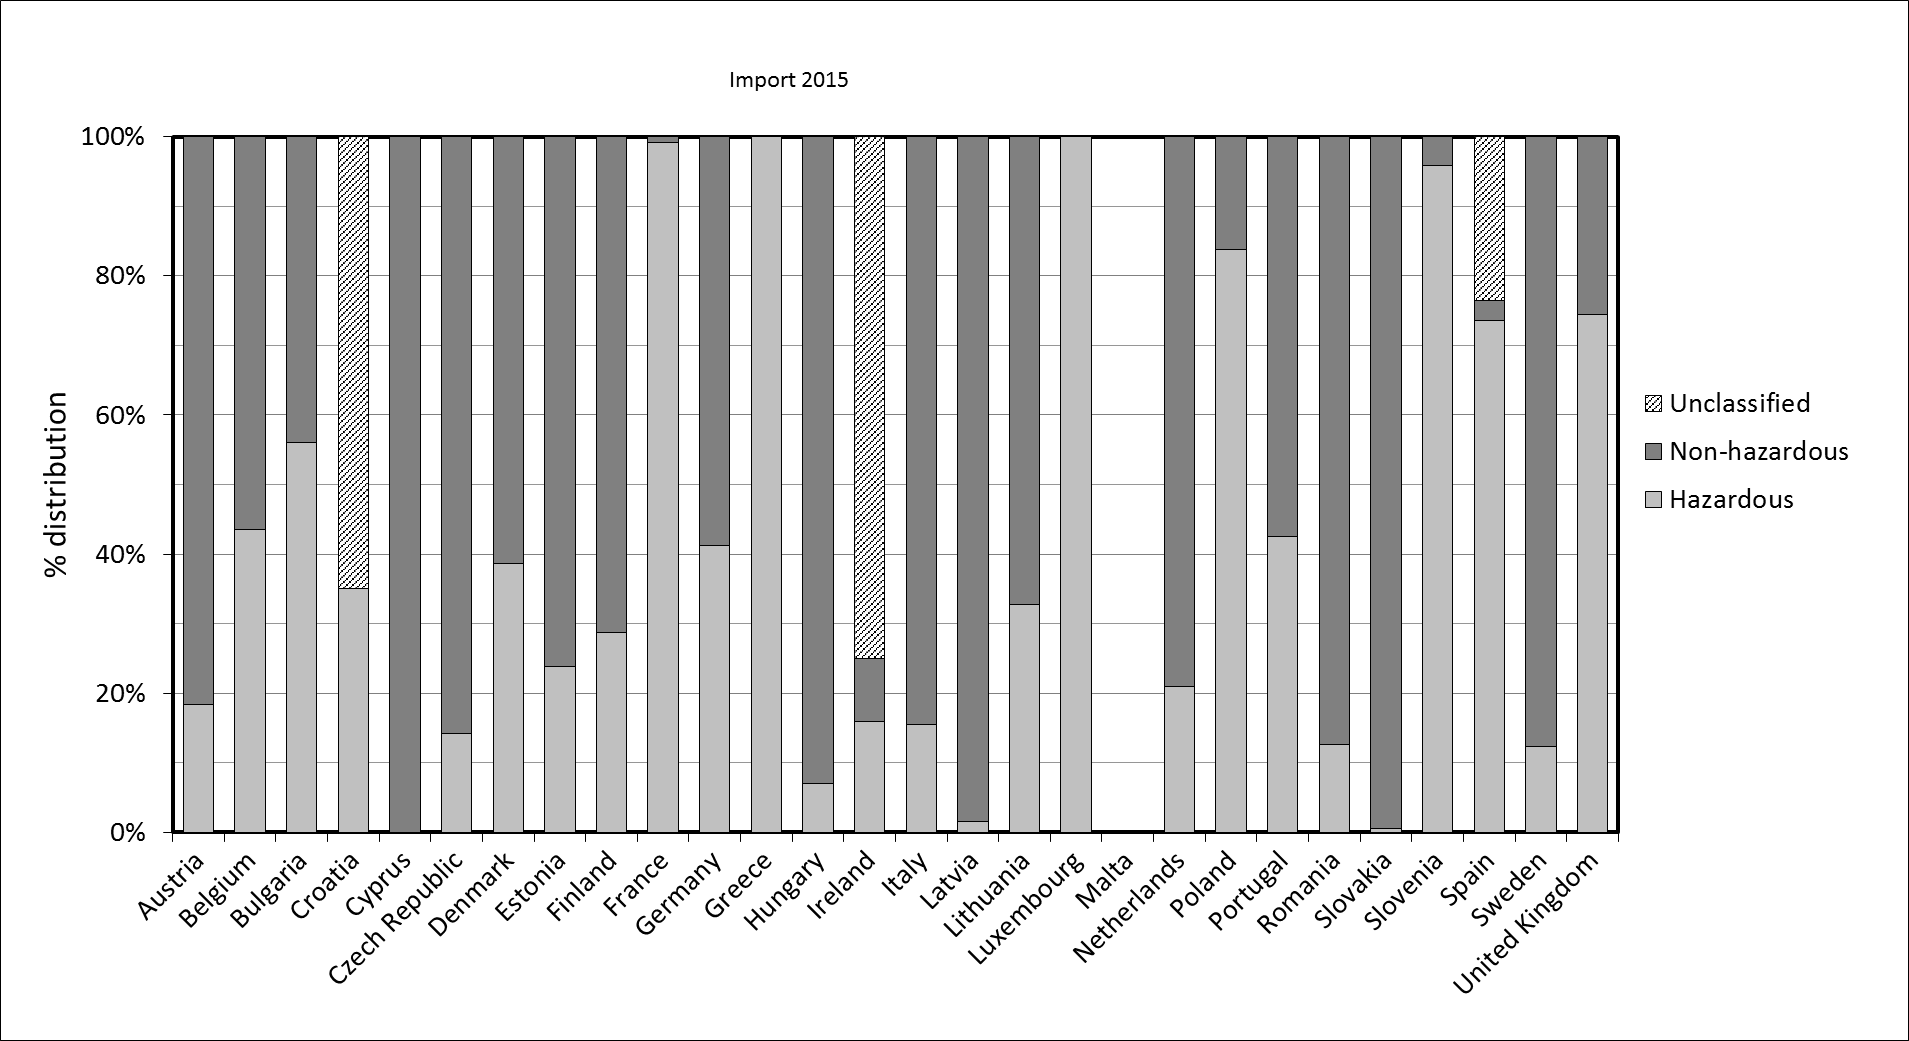 Import 2015
100%
80%
60%
40%
20%
0%
% distribution
Unclassified
Non-hazardous
Hazardous
Austria
Belgium
Bulgaria
Croatia
Cyprus
Czech Republic
Denmark
Estonia
Finland
France
Germany
Greece
Hungary
Ireland
Italy
Latvia
Lithuania
Luxembourg
Malta
Netherlands
Poland
Portugal
Romania
Slovakia
Slovenia
Spain
Sweden
United Kingdom